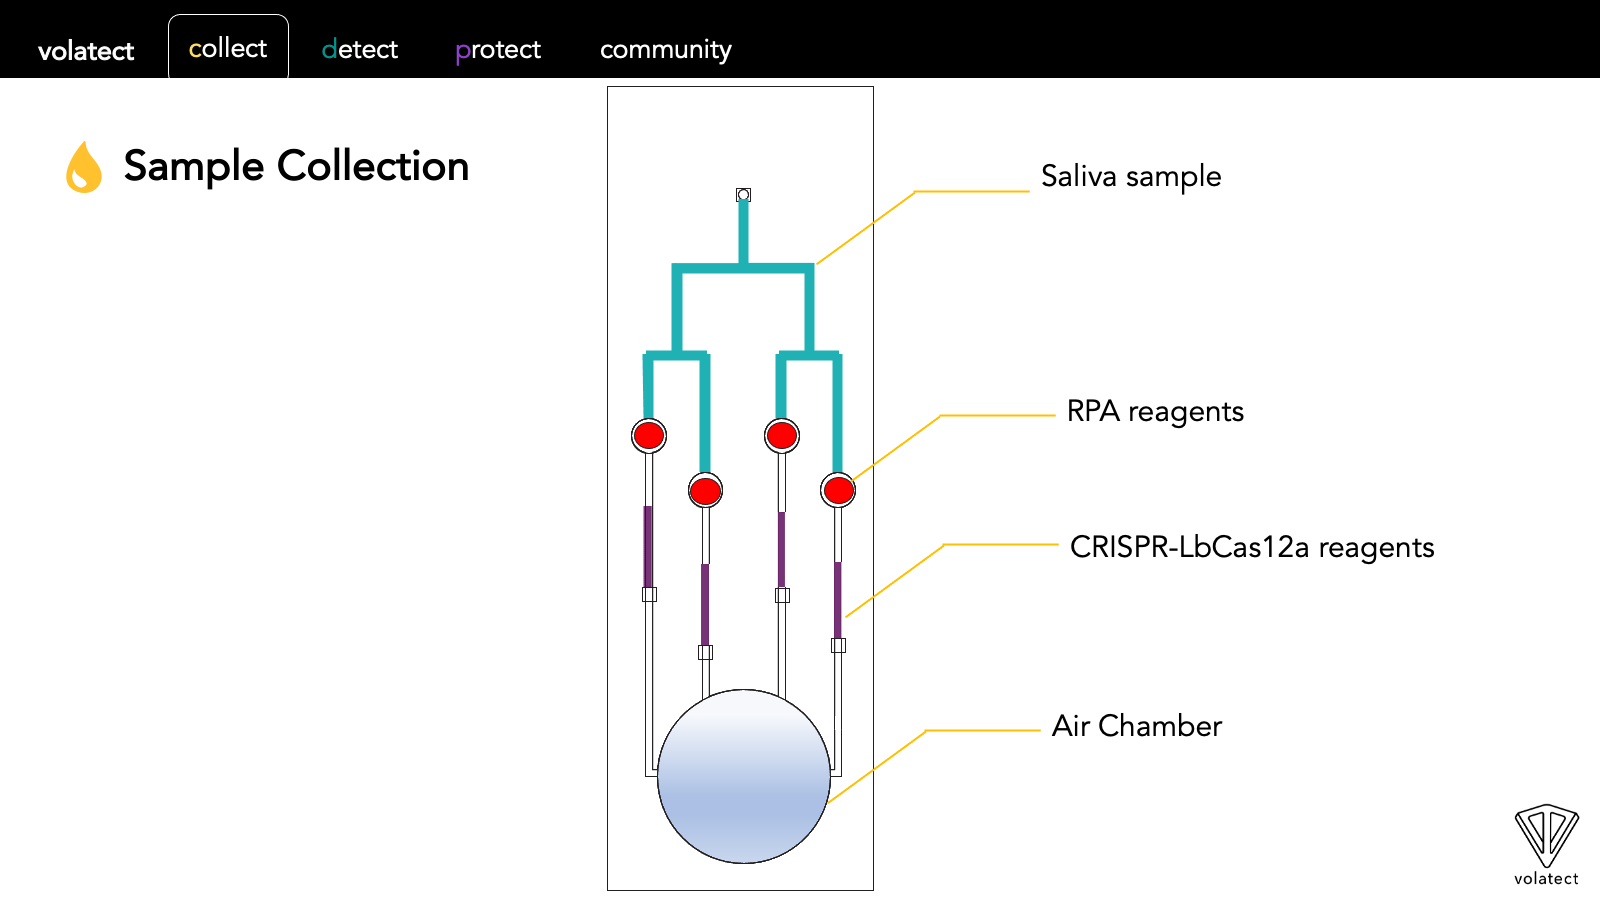 volatect collect detect protect community
Sample Collection
Saliva sample
RPA reagents
CRISPR-LbCas12a reagents
Air Chamber
volatect